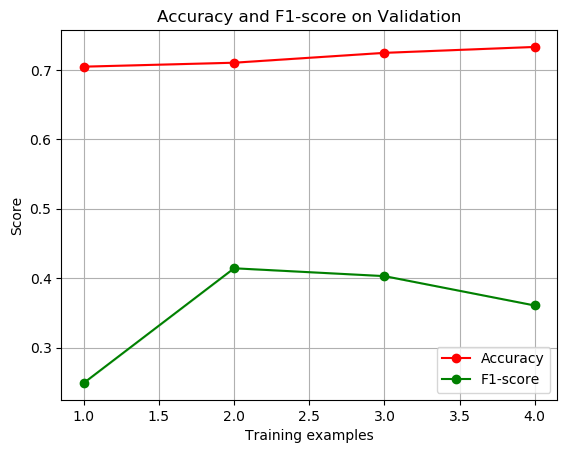 Accuracy and F1-score on Validation
Score
0.7
0.6
0.5
0.4
0.3
1.0 1.5 2.0 2.5 3.0 3.5 4.0
Training examples
Accuracy
F1-score